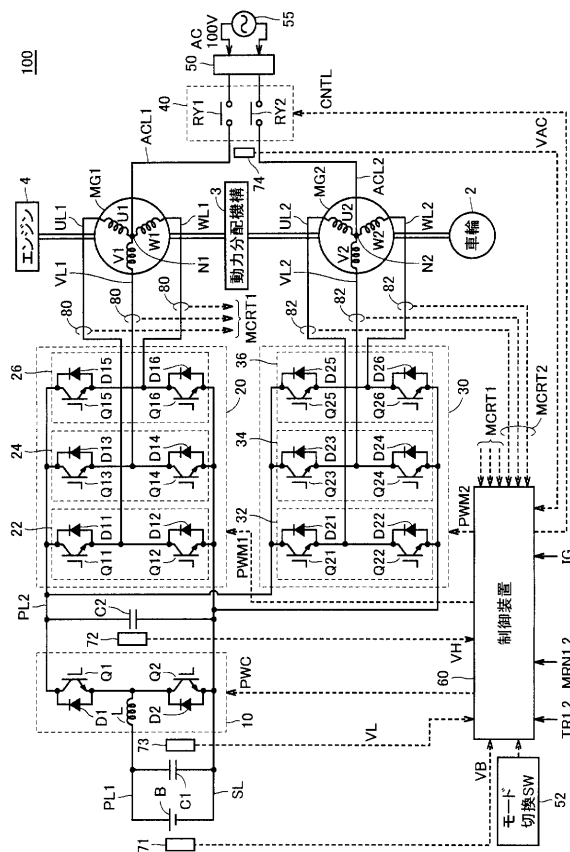 100
55
AC
100V
50
40
RY1
RY2
CNTL
ACL1
VAC
74
ACL2
4
エンジン
MG1
UL1
U1
V1
W1
WL1
VL1
N1
80
80
80
MCRT1
3
動力分配機構
UL2
MG2
U2
V2
W2
WL2
VL2
N2
82
82
82
2
車輪
26
D15
Q15
D16
Q16
20
24
D13
Q13
D14
Q14
22
D11
Q11
D12
Q12
36
D25
Q25
D26
Q26
30
34
D23
Q23
D24
Q24
32
D21
Q21
D22
Q22
MCRT1
MCRT2
PWM1
PWM2
PL2
C2
72
VH
Q1
D1
L
Q2
D2
10
PWC
60
制御装置
IG
MRN1,2
TR1,2
73
VL
PL1
B
C1
SL
71
VB
モード
切換SW
52